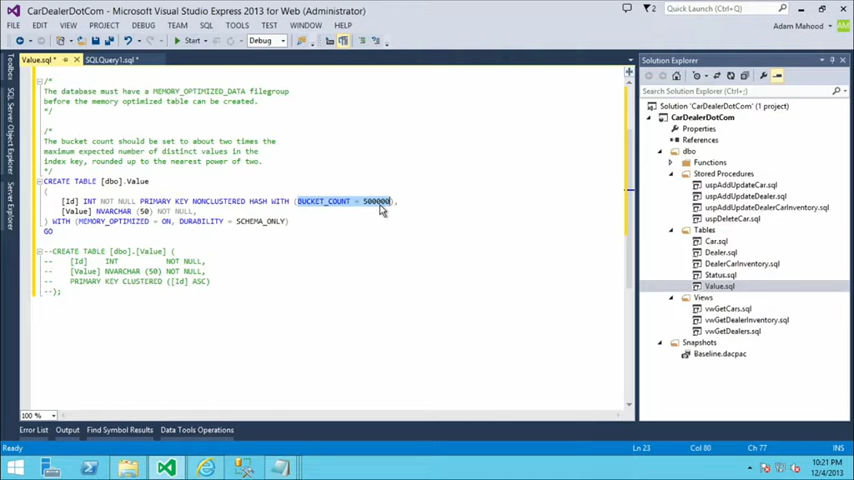 CarDealerDotCom - Microsoft Visual Studio Express 2013 for Web (Administrator)
2
Quick Launch (Ctrl+Q)
FILE EDIT VIEW PROJECT BUILD DEBUG TEAM SQL TOOLS TEST WINDOW HELP
Adam Mahood
Start Debug
Value.sql*
SQLQuery1.sql*
Toolbox
SQL Server Object Explorer
Server Explorer
/*
The database must have a MEMORY_OPTIMIZED_DATA filegroup
before the memory optimized table can be created.
*/
/*
The bucket count should be set to about two times the
maximum expected number of distinct values in the
index key, rounded up to the nearest power of two.
*/
CREATE TABLE [dbo].Value
(
[Id] INT NOT NULL PRIMARY KEY NONCLUSTERED HASH WITH (BUCKET_COUNT = 500000),
[Value] NVARCHAR (50) NOT NULL,
) WITH (MEMORY_OPTIMIZED = ON, DURABILITY = SCHEMA_ONLY)
GO
--CREATE TABLE [dbo].[Value] (
-- [Id] INT NOT NULL,
-- [Value] NVARCHAR (50) NOT NULL,
-- PRIMARY KEY CLUSTERED ([Id] ASC)
--);
100 %
Solution Explorer
Search Solution Explorer (Ctrl+;)
Solution 'CarDealerDotCom' (1 project)
CarDealerDotCom
Properties
References
dbo
Functions
Stored Procedures
uspAddUpdateCar.sql
uspAddUpdateDealer.sql
uspAddUpdateDealerCarInventory.sql
uspDeleteCar.sql
Tables
Car.sql
Dealer.sql
DealerCarInventory.sql
Status.sql
Value.sql
Views
vwGetCars.sql
vwGetDealerInventory.sql
vwGetDealers.sql
Snapshots
Baseline.dacpac
Error List Output Find Symbol Results Data Tools Operations
Ready Ln 23 Col 80 Ch 77 INS
10:21 PM
12/4/2013